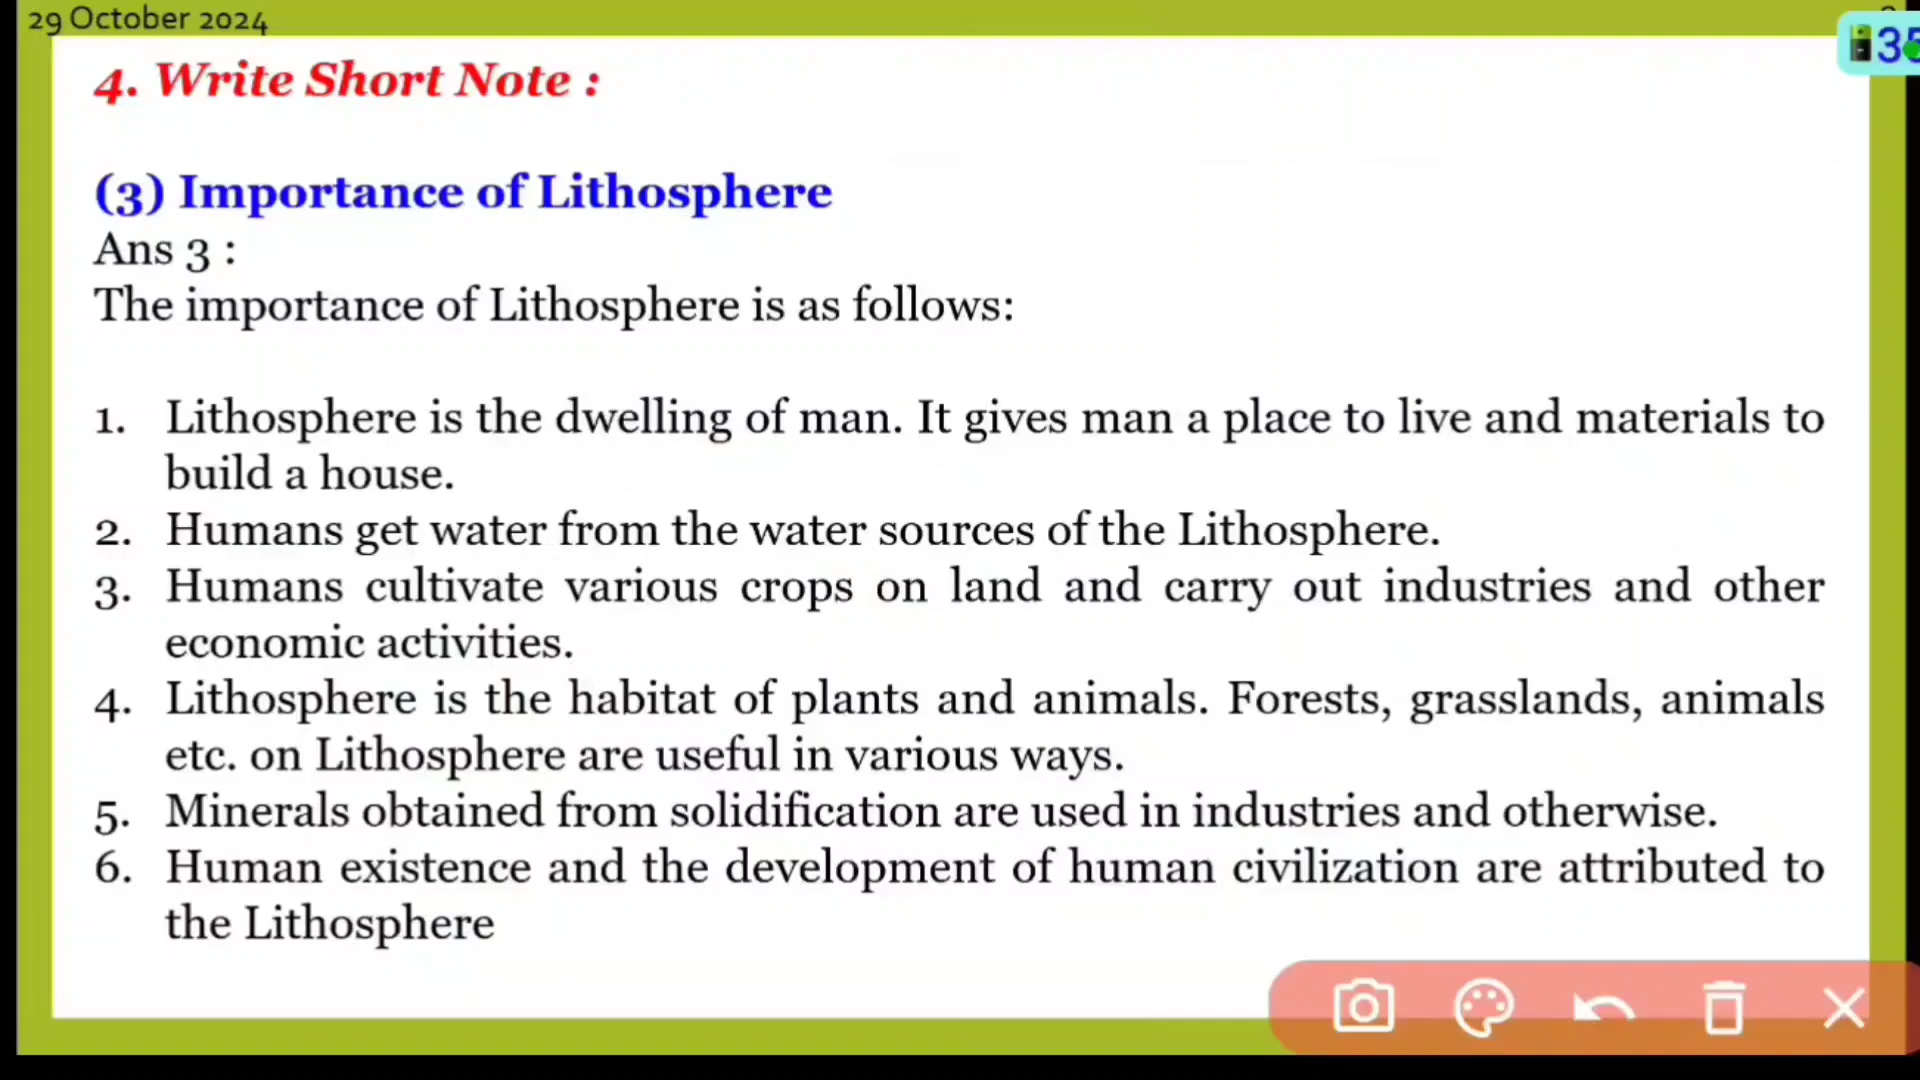 29 October 2024
4. Write Short Note :
(3) Importance of Lithosphere
Ans 3 :
The importance of Lithosphere is as follows:
1. Lithosphere is the dwelling of man. It gives man a place to live and materials to
build a house.
2. Humans get water from the water sources of the Lithosphere.
3. Humans cultivate various crops on land and carry out industries and other
economic activities.
4. Lithosphere is the habitat of plants and animals. Forests, grasslands, animals
etc. on Lithosphere are useful in various ways.
5. Minerals obtained from solidification are used in industries and otherwise.
6. Human existence and the development of human civilization are attributed to
the Lithosphere